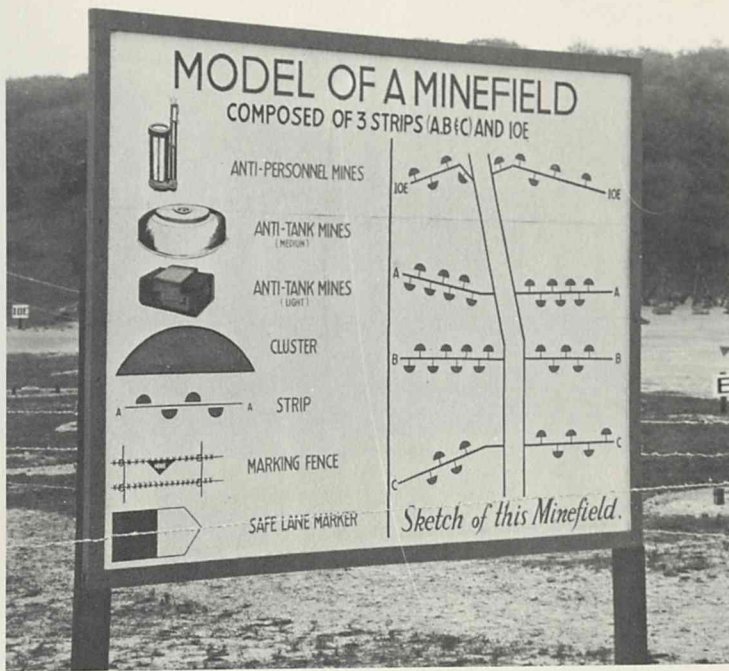 MODEL OF A MINEFIELD
COMPOSED OF 3 STRIPS (A.B&C) AND IOE
ANTI-PERSONNEL MINES
ANTI-TANK MINES
(MEDIUM)
ANTI-TANK MINES
(LIGHT)
CLUSTER
A A
STRIP
MARKING FENCE
SAFE LANE MARKER
IOE IOE
A A
B B
C C
Sketch of this Minefield.
IOE
E